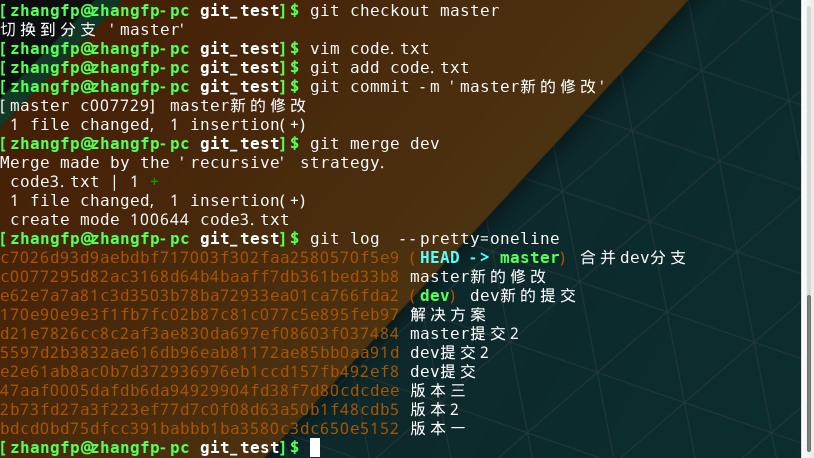 [zhangfp@zhangfp-pc git_test]$ git checkout master
切换到分支 'master'
[zhangfp@zhangfp-pc git_test]$ vim code.txt
[zhangfp@zhangfp-pc git_test]$ git add code.txt
[zhangfp@zhangfp-pc git_test]$ git commit -m 'master新的修改'
[master c007729] master新的修改
 1 file changed, 1 insertion(+)
[zhangfp@zhangfp-pc git_test]$ git merge dev
Merge made by the 'recursive' strategy.
 code3.txt | 1 +
 1 file changed, 1 insertion(+)
 create mode 100644 code3.txt
[zhangfp@zhangfp-pc git_test]$ git log  --pretty=oneline
c7026d93d9aebdbf717003f302faa2580570f5e9 (HEAD -> master) 合并dev分支
c0077295d82ac3168d64b4baaff7db361bed33b8 master新的修改
e62e7a7a81c3d3503b78ba72933ea01ca766fda2 (dev) dev新的提交
170e90e9e3f1fb7fc02b87c81c077c5e895feb97 解决方案
d21e7826cc8c2af3ae830da697ef08603f037484 master提交2
5597d2b3832ae616db96eab81172ae85bb0aa91d dev提交2
e2e61ab8ac0b7d372936976eb1ccd157fb492ef8 dev提交
47aaf0005dafdb6da94929904fd38f7d80cdcdee 版本三
2b73fd27a3f223ef77d7c0f08d63a50b1f48cdb5 版本2
bdcd0bd75dfcc391babbb1ba3580c3dc650e5152 版本一
[zhangfp@zhangfp-pc git_test]$